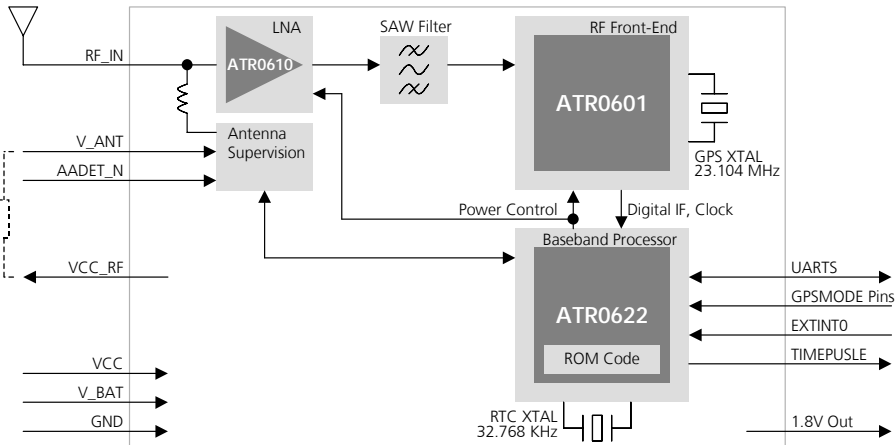 LNA
SAW Filter
RF Front-End
RF_IN
ATR0610
ATR0601
V_ANT
Antenna
Supervision
AADET_N
GPS XTAL
23.104 MHz
Power Control
Digital IF, Clock
Baseband Processor
VCC_RF
UARTS
GPSMODE Pins
ATR0622
EXTINT0
ROM Code
TIMEPUSLE
VCC
V_BAT
RTC XTAL
32.768 KHz
GND
1.8V Out